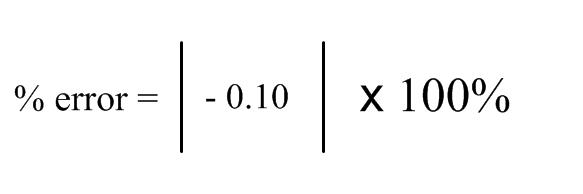 % error = | - 0.10 | x 100%